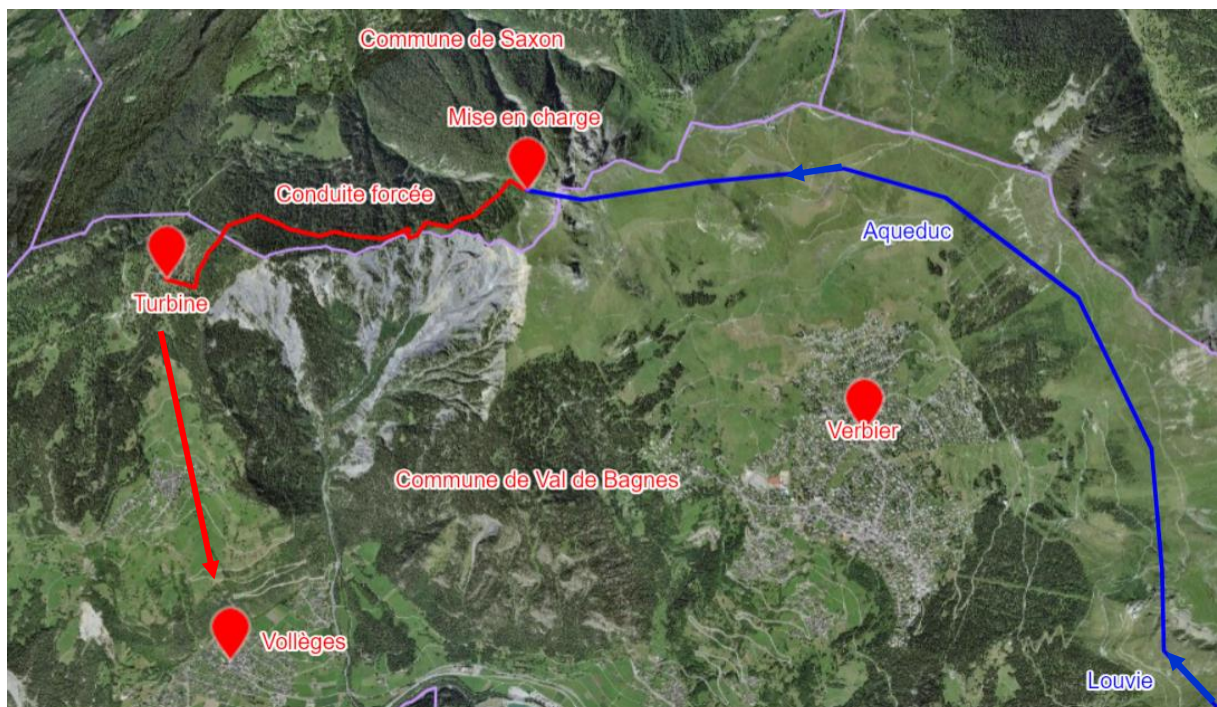 Commune de Saxon
Mise en charge
Conduite forcée
Aqueduc
Turbine
Verbier
Commune de Val de Bagnes
Vollèges
Louvie